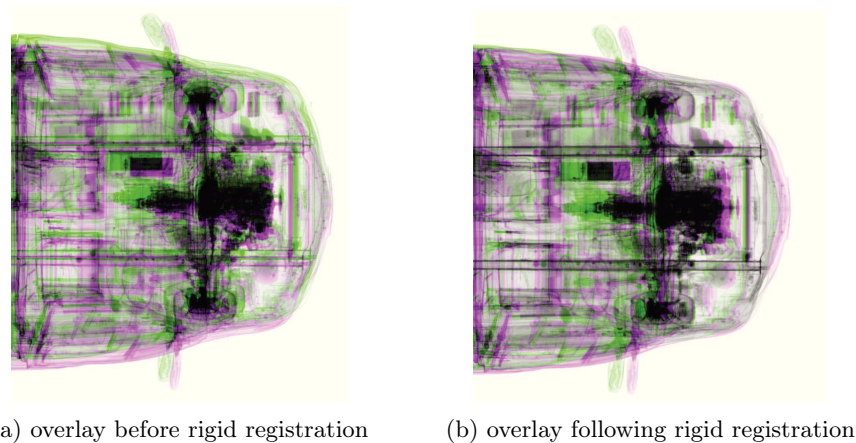 a) overlay before rigid registration
(b) overlay following rigid registration